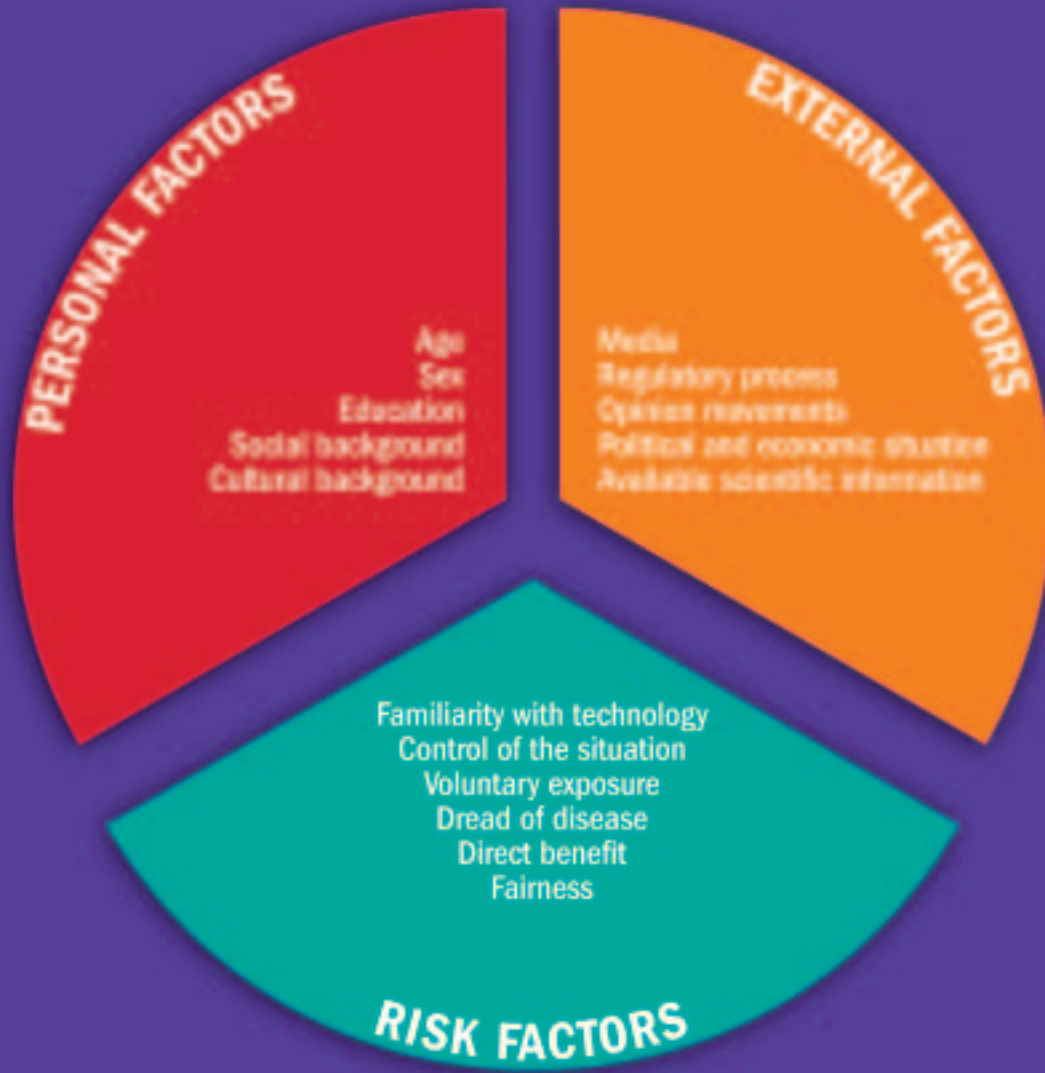 PERSONAL FACTORS
Age
Sex
Education
Social background
Cultural background
EXTERNAL FACTORS
Media
Regulatory process
Opinion movements
Political and economic situation
Available scientific information
Familiarity with technology
Control of the situation
Voluntary exposure
Dread of disease
Direct benefit
Fairness
RISK FACTORS